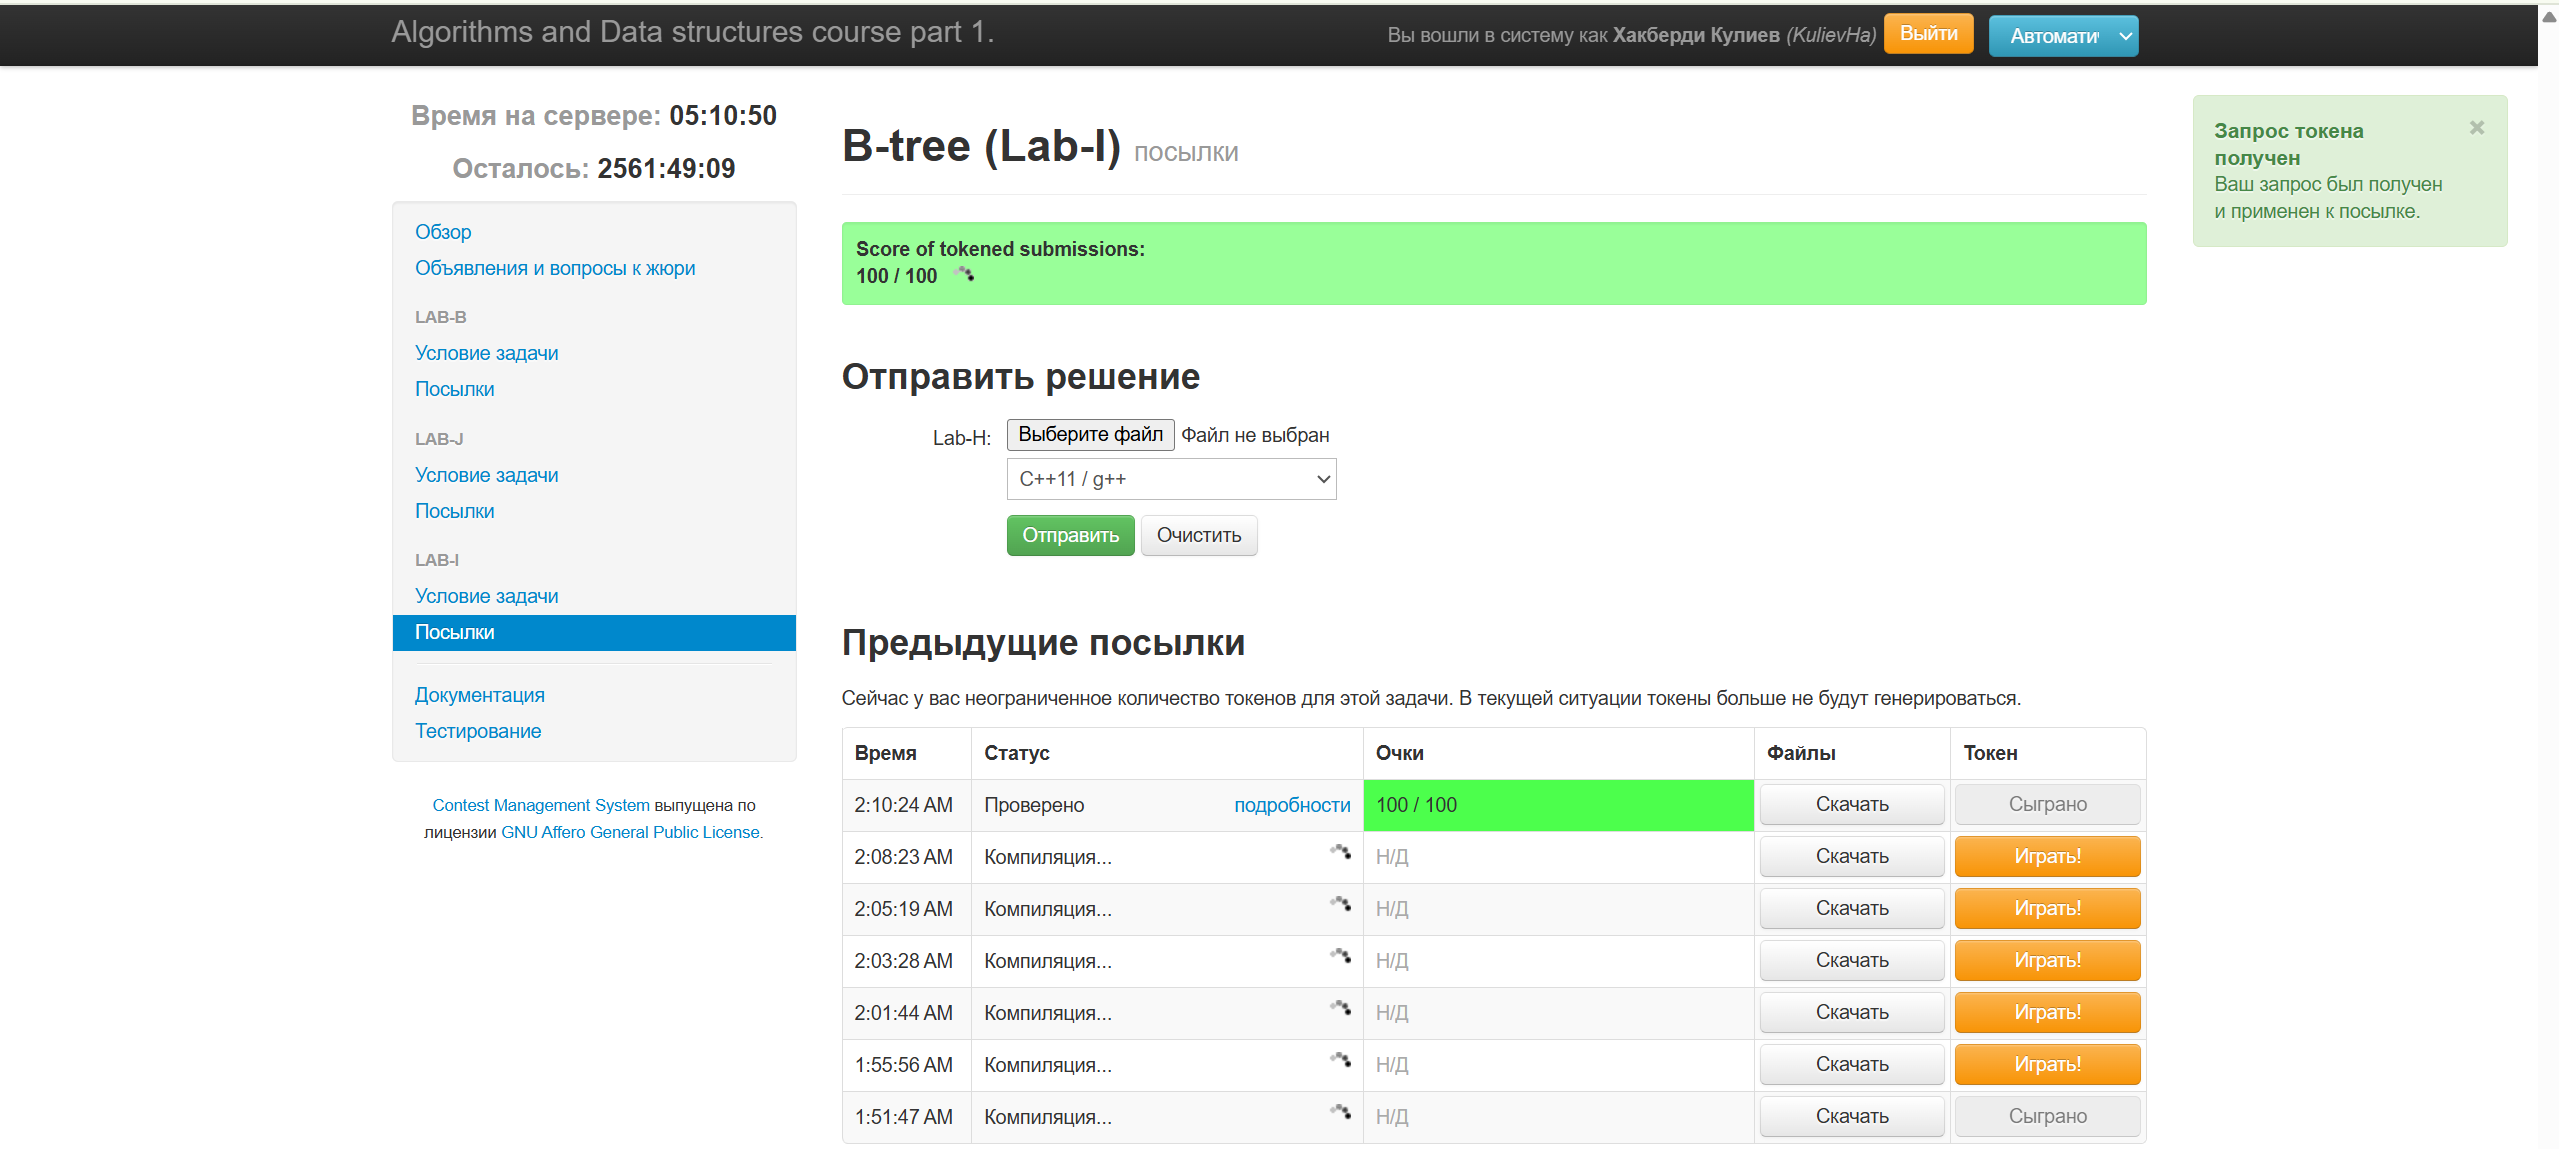 Algorithms and Data structures course part 1.
Вы вошли в систему как Хакберди Кулиев (KulievHa) Выйти
Время на сервере: 05:10:50
Осталось: 2561:49:09
Обзор
Объявления и вопросы к жюри
LAB-B
Условие задачи
Посылки
LAB-J
Условие задачи
Посылки
LAB-I
Условие задачи
Посылки
Документация
Тестирование
Contest Management System выпущена по
лицензии GNU Affero General Public License.
B-tree (Lab-I) посылки
Score of tokened submissions:
100 / 100
Отправить решение
Lab-H: Выберите файл Файл не выбран
C++11 / g++
Отправить Очистить
Предыдущие посылки
Сейчас у вас неограниченное количество токенов для этой задачи. В текущей ситуации токены больше не будут генерироваться.
Время Статус Очки Файлы Токен
2:10:24 AM Проверено подробности 100 / 100 Скачать Сыграно
2:08:23 AM Компиляция... Н/Д Скачать Играть!
2:05:19 AM Компиляция... Н/Д Скачать Играть!
2:03:28 AM Компиляция... Н/Д Скачать Играть!
2:01:44 AM Компиляция... Н/Д Скачать Играть!
1:55:56 AM Компиляция... Н/Д Скачать Играть!
1:51:47 AM Компиляция... Н/Д Скачать Сыграно
Запрос токена
получен
Ваш запрос был получен
и применен к посылке.